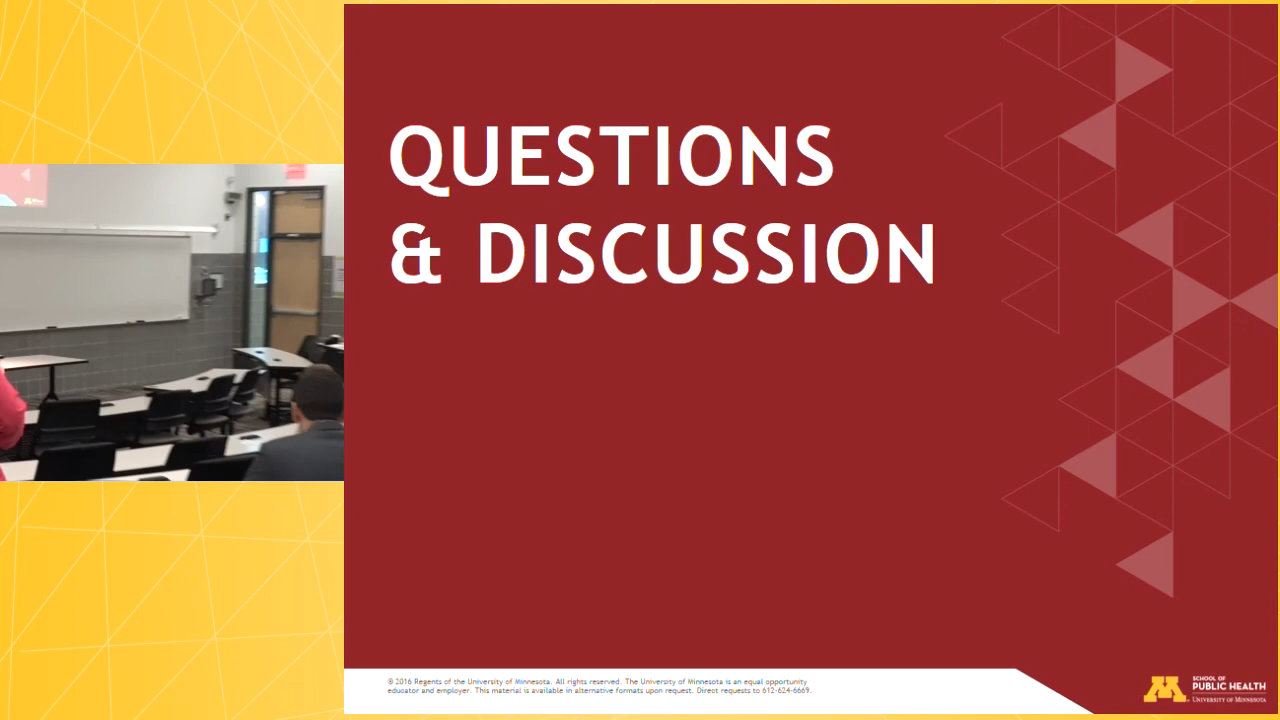 QUESTIONS
& DISCUSSION
© 2016 Regents of the University of Minnesota. All rights reserved. The University of Minnesota is an equal opportunity
educator and employer. This material is available in alternative formats upon request. Direct requests to 612-624-6669.
SCHOOL OF
PUBLIC HEALTH
UNIVERSITY OF MINNESOTA